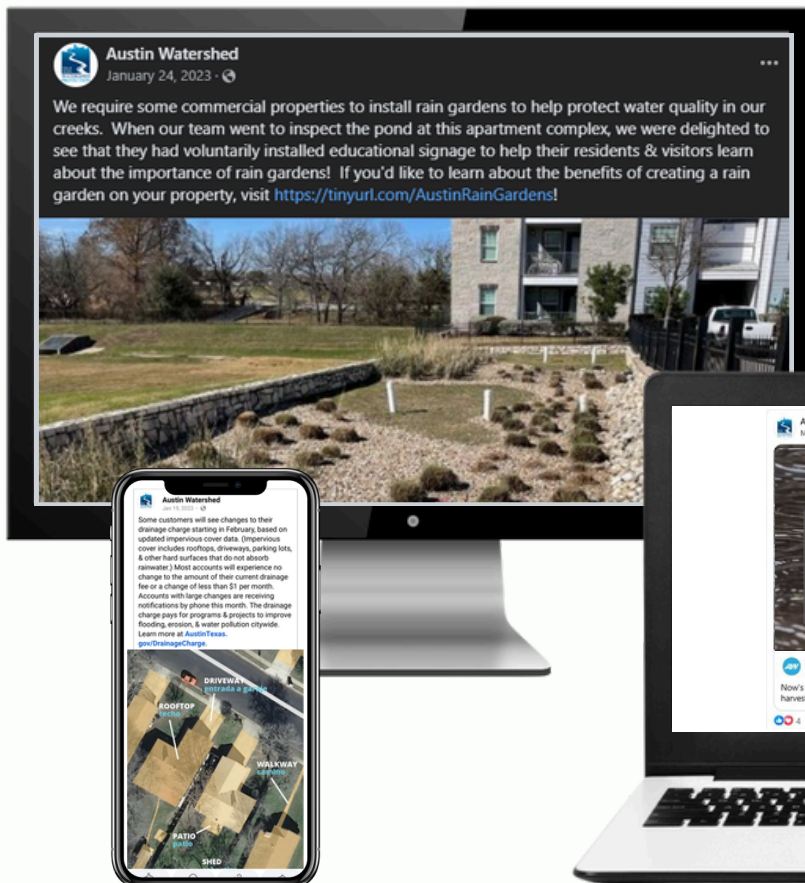 Austin Watershed
January 24, 2023 ·
We require some commercial properties to install rain gardens to help protect water quality in our
creeks. When our team went to inspect the pond at this apartment complex, we were delighted to
see that they had voluntarily installed educational signage to help their residents & visitors learn
about the importance of rain gardens! If you'd like to learn about the benefits of creating a rain
garden on your property, visit https://tinyurl.com/AustinRainGardens!
Austin Watershed
Jan 19, 2023 ·
Some customers will see changes to their
drainage charge starting in February, based on
updated impervious cover data. (Impervious
cover includes rooftops, driveways, parking lots,
& other hard surfaces that do not absorb
rainwater.) Most accounts will experience no
change to the amount of their current drainage
fee or a change of less than $1 per month.
Accounts with large changes are receiving
notifications by phone this month. The drainage
charge pays for programs & projects to improve
flooding, erosion, & water pollution citywide.
Learn more at AustinTexas.
gov/DrainageCharge.
DRIVEWAY
entrada a garaje
ROOFTOP
techo
WALKWAY
camino
PATIO
patio
SHED
Now's
harves
4